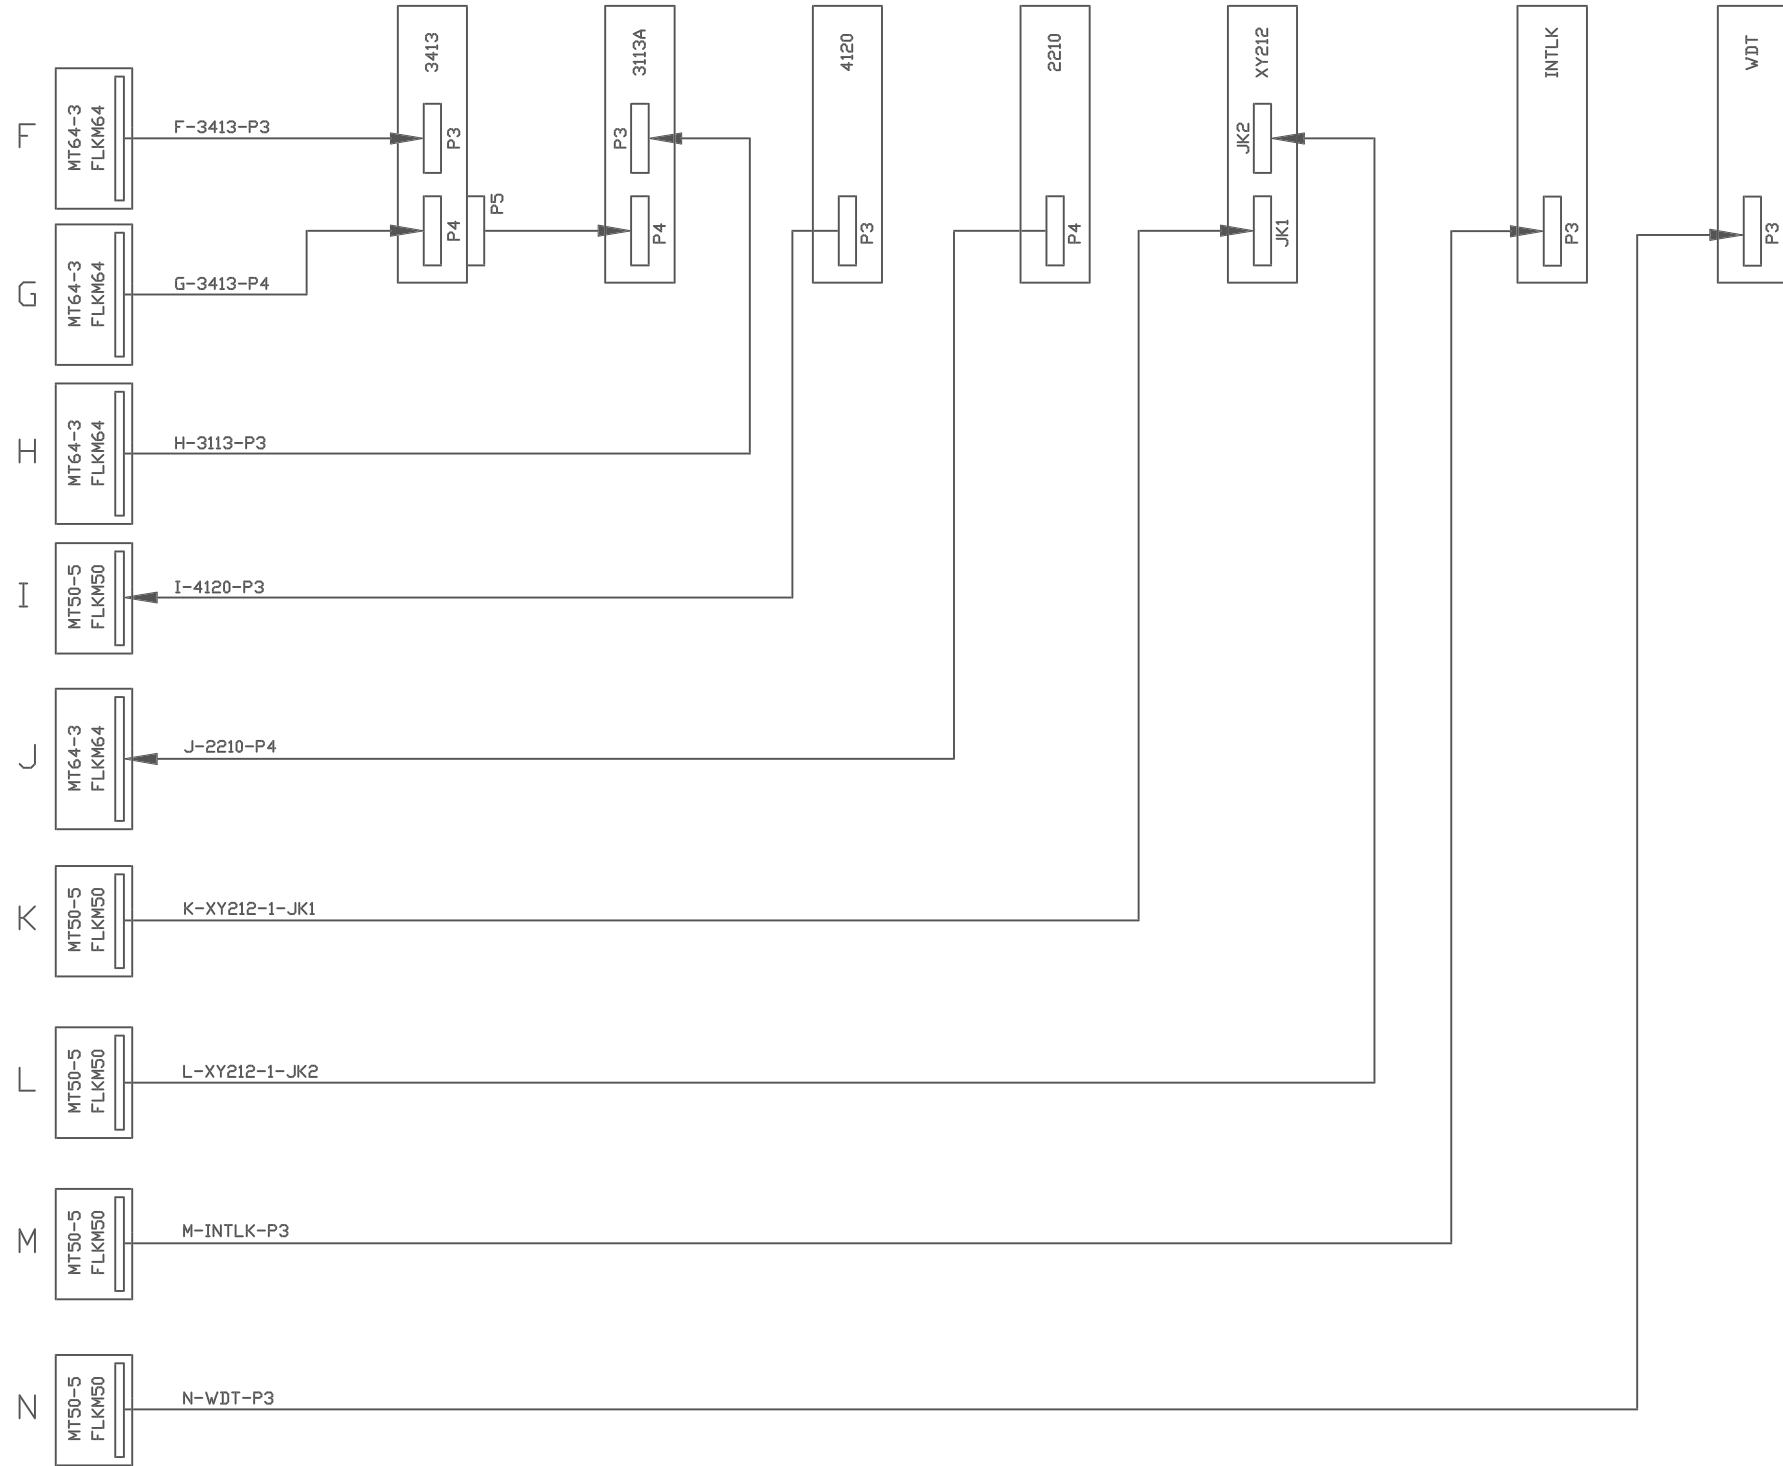 3413
3113A
4120
2210
XY212
INTLK
WDT
F
MT64-3
FLKM64
F-3413-P3
P3
P3
JK2
G
MT64-3
FLKM64
G-3413-P4
P4
P5
P4
P3
P4
JK1
P3
P3
H
MT64-3
FLKM64
H-3113-P3
I
MT50-5
FLKM50
I-4120-P3
J
MT64-3
FLKM64
J-2210-P4
K
MT50-5
FLKM50
K-XY212-1-JK1
L
MT50-5
FLKM50
L-XY212-1-JK2
M
MT50-5
FLKM50
M-INTLK-P3
N
MT50-5
FLKM50
N-WDT-P3